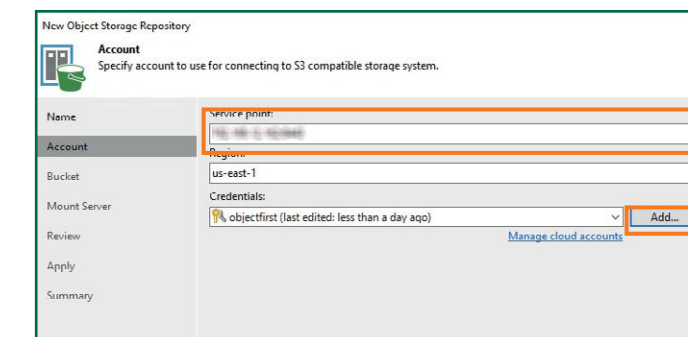 New Object Storage Repository
Account
Specify account to use for connecting to S3 compatible storage system.
Name
Service point:
Account
Region:
Bucket
us-east-1
Credentials:
Mount Server
objectfirst (last edited: less than a day ago)
Add...
Review
Manage cloud accounts
Apply
Summary